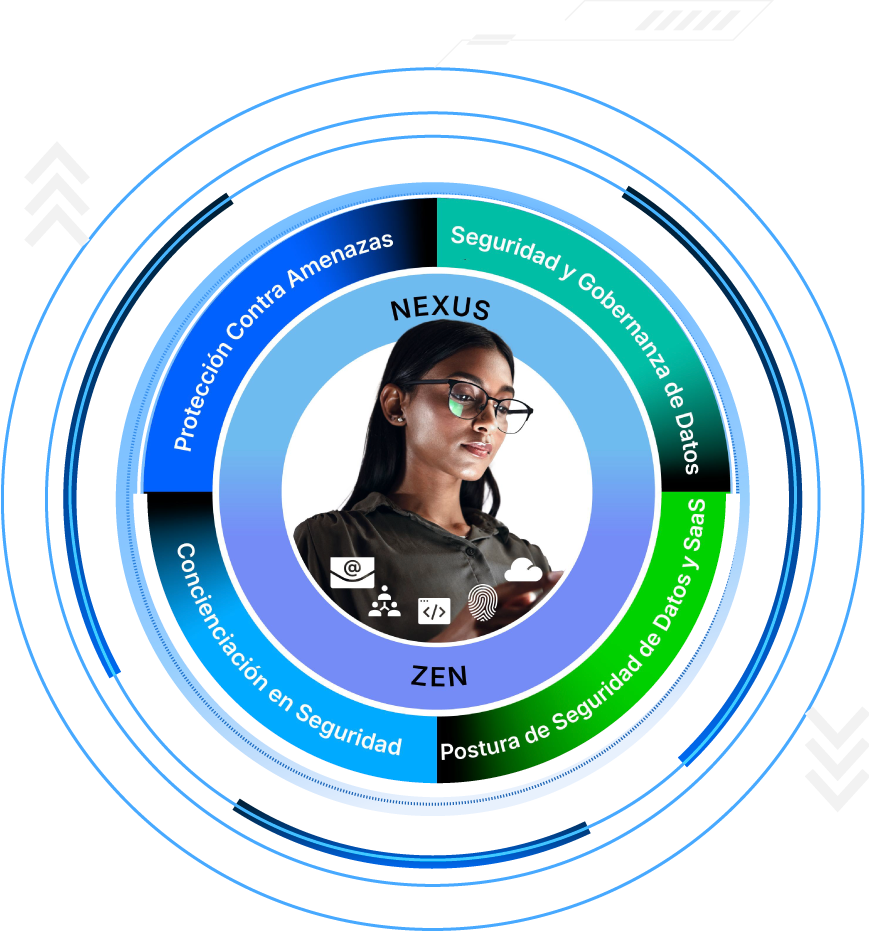 Protección Contra Amenazas
Seguridad y Gobernanza de Datos
NEXUS
@
</>
ZEN
Concienciación en Seguridad
Postura de Seguridad de Datos y SaaS